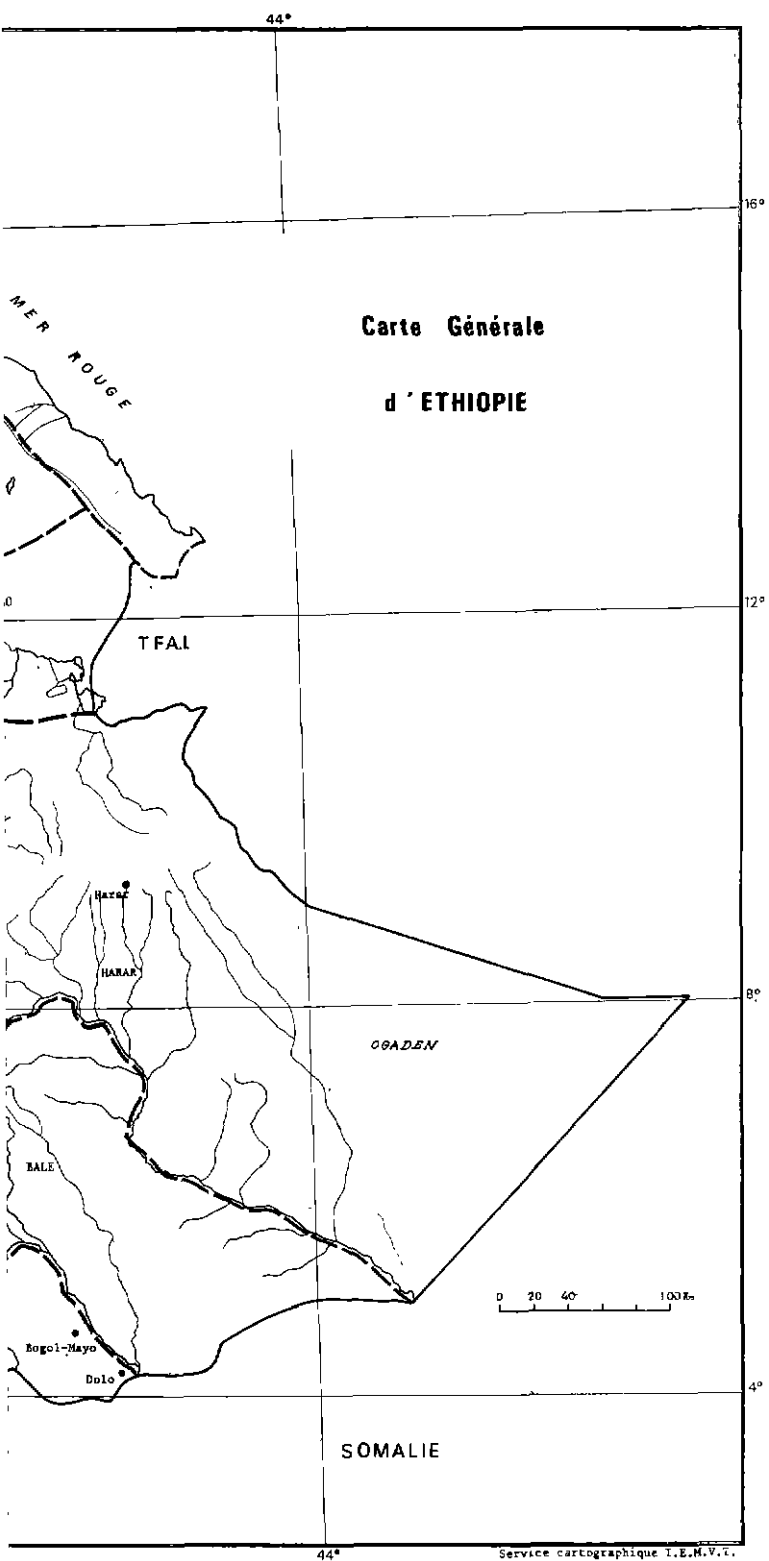 44°
16°
MER ROUGE
Carte Générale
d'ETHIOPIE
12°
T.F.A.I.
Harar
HARAR
8°
OGADEN
BALE
0 20 40 100 Km
Bogol-Mayo
Dolo
4°
SOMALIE
44°
Service cartographique I.E.M.V.T.